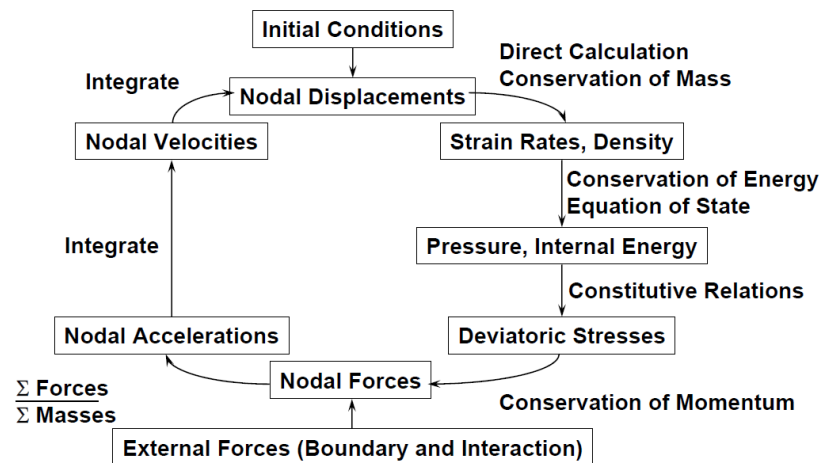 Initial Conditions
Direct Calculation
Conservation of Mass
Integrate
Nodal Displacements
Nodal Velocities
Strain Rates, Density
Conservation of Energy
Equation of State
Integrate
Pressure, Internal Energy
Constitutive Relations
Nodal Accelerations
Deviatoric Stresses
Σ Forces
Σ Masses
Nodal Forces
Conservation of Momentum
External Forces (Boundary and Interaction)